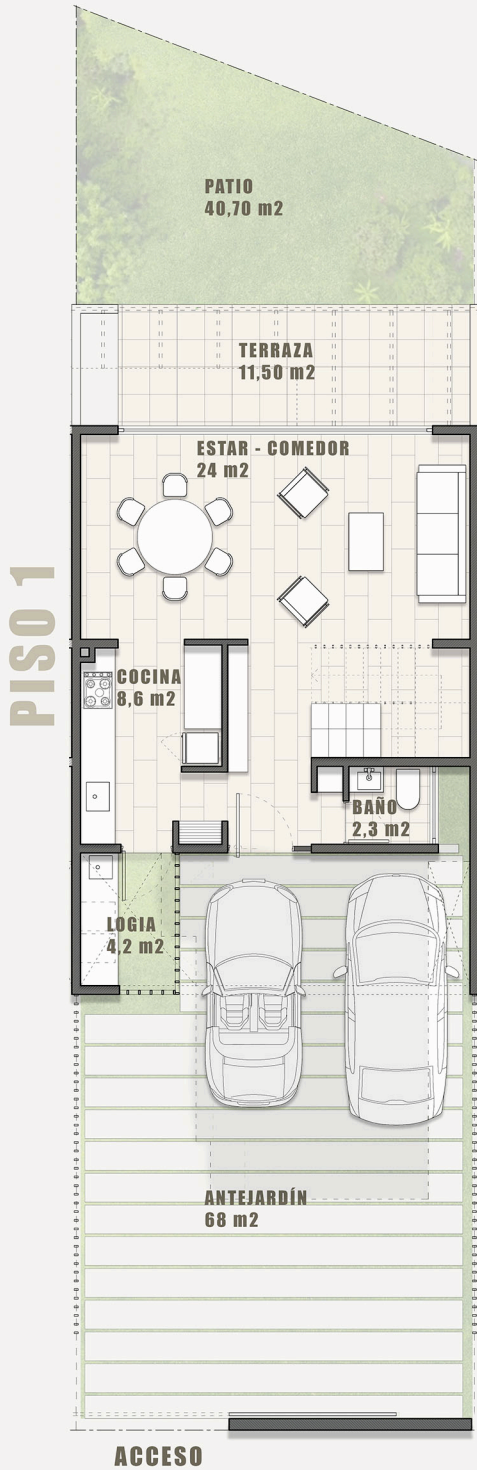 PATIO
40,70 m2
TERRAZA
11,50 m2
ESTAR - COMEDOR
24 m2
PISO 1
COCINA
8,6 m2
BAÑO
2,3 m2
LOGIA
4,2 m2
ANTEJARDÍN
68 m2
ACCESO